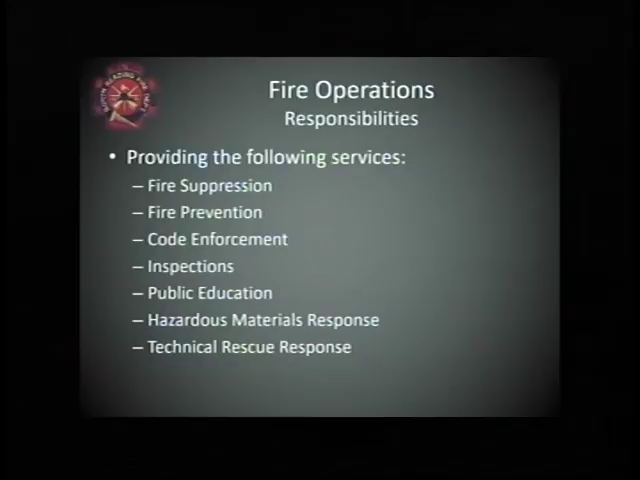 Fire Operations
Responsibilities
• Providing the following services:
– Fire Suppression
– Fire Prevention
– Code Enforcement
– Inspections
– Public Education
– Hazardous Materials Response
– Technical Rescue Response